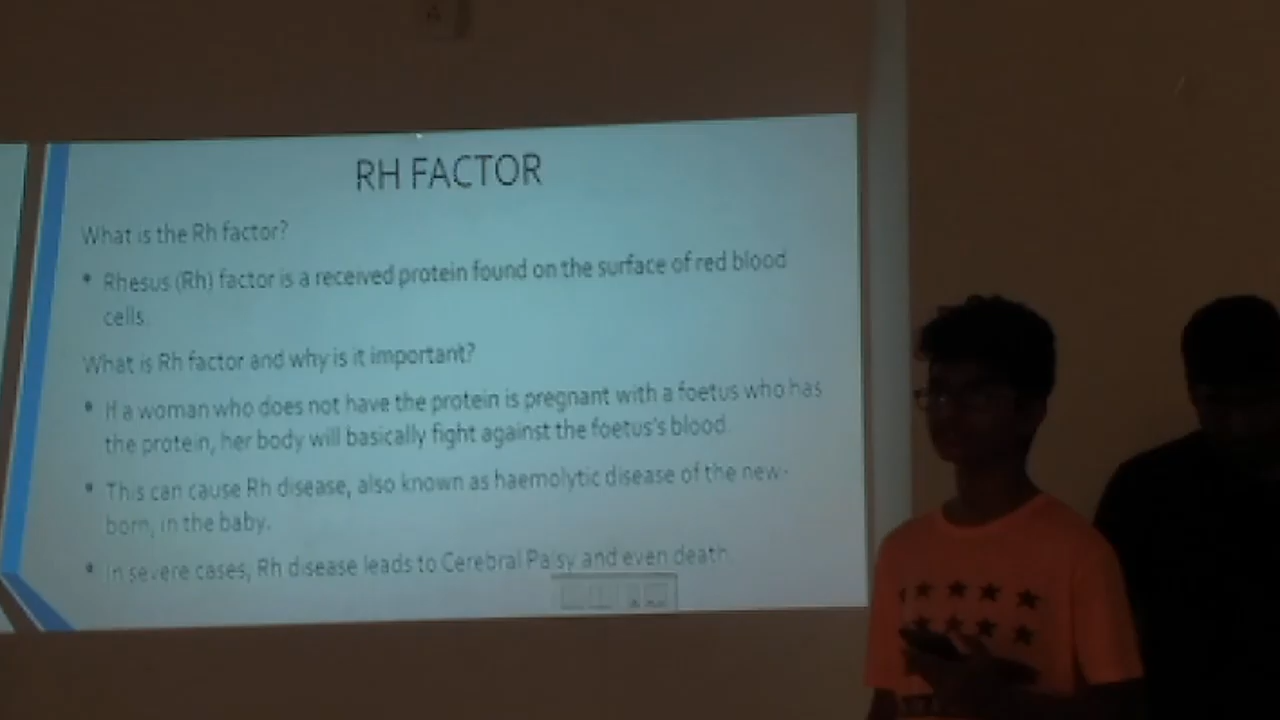 RH FACTOR
What is the Rh factor?
• Rhesus (Rh) factor is a received protein found on the surface of red blood
cells.
What is Rh factor and why is it important?
• If a woman who does not have the protein is pregnant with a foetus who has
the protein, her body will basically fight against the foetus's blood.
• This can cause Rh disease, also known as haemolytic disease of the new-
born, in the baby.
• In severe cases, Rh disease leads to Cerebral Palsy and even death.